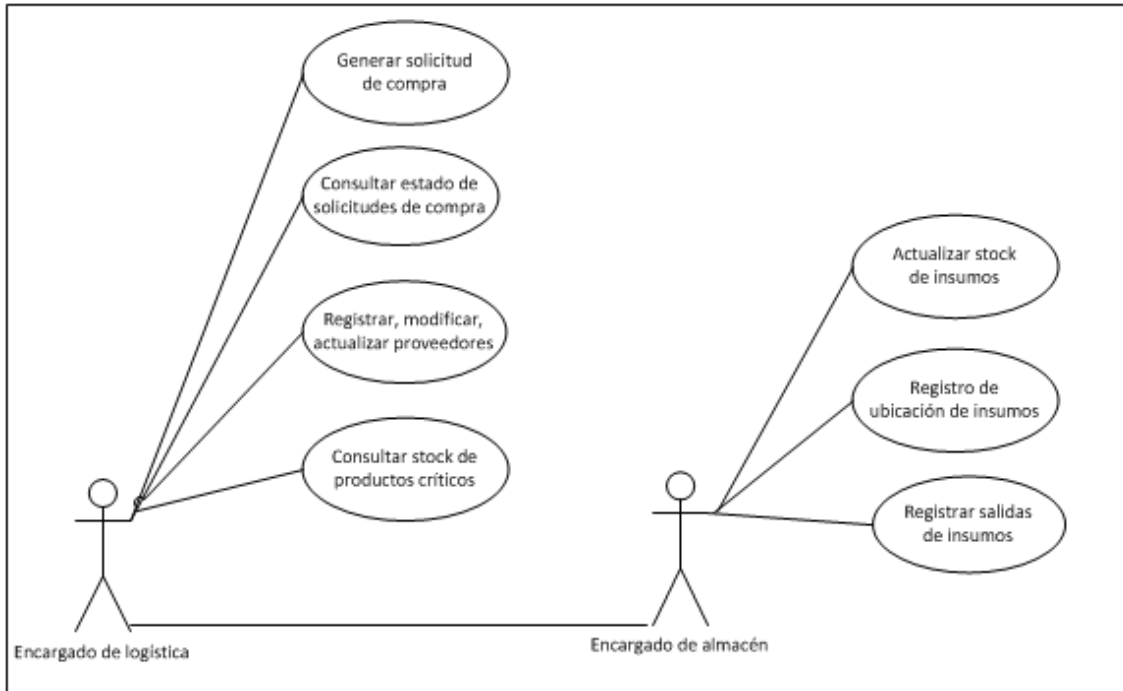 Generar solicitud
de compra
Consultar estado de
solicitudes de compra
Registrar, modificar,
actualizar proveedores
Consultar stock de
productos críticos
Encargado de logística
Actualizar stock
de insumos
Registro de
ubicación de insumos
Registrar salidas
de insumos
Encargado de almacén